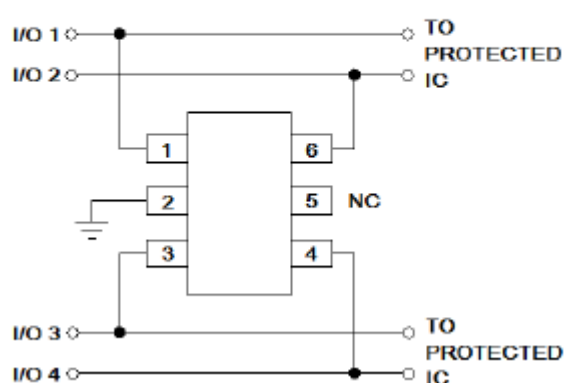 I/O 1
TO
PROTECTED
I/O 2
IC
1
6
2
5
NC
3
4
I/O 3
TO
PROTECTED
I/O 4
IC